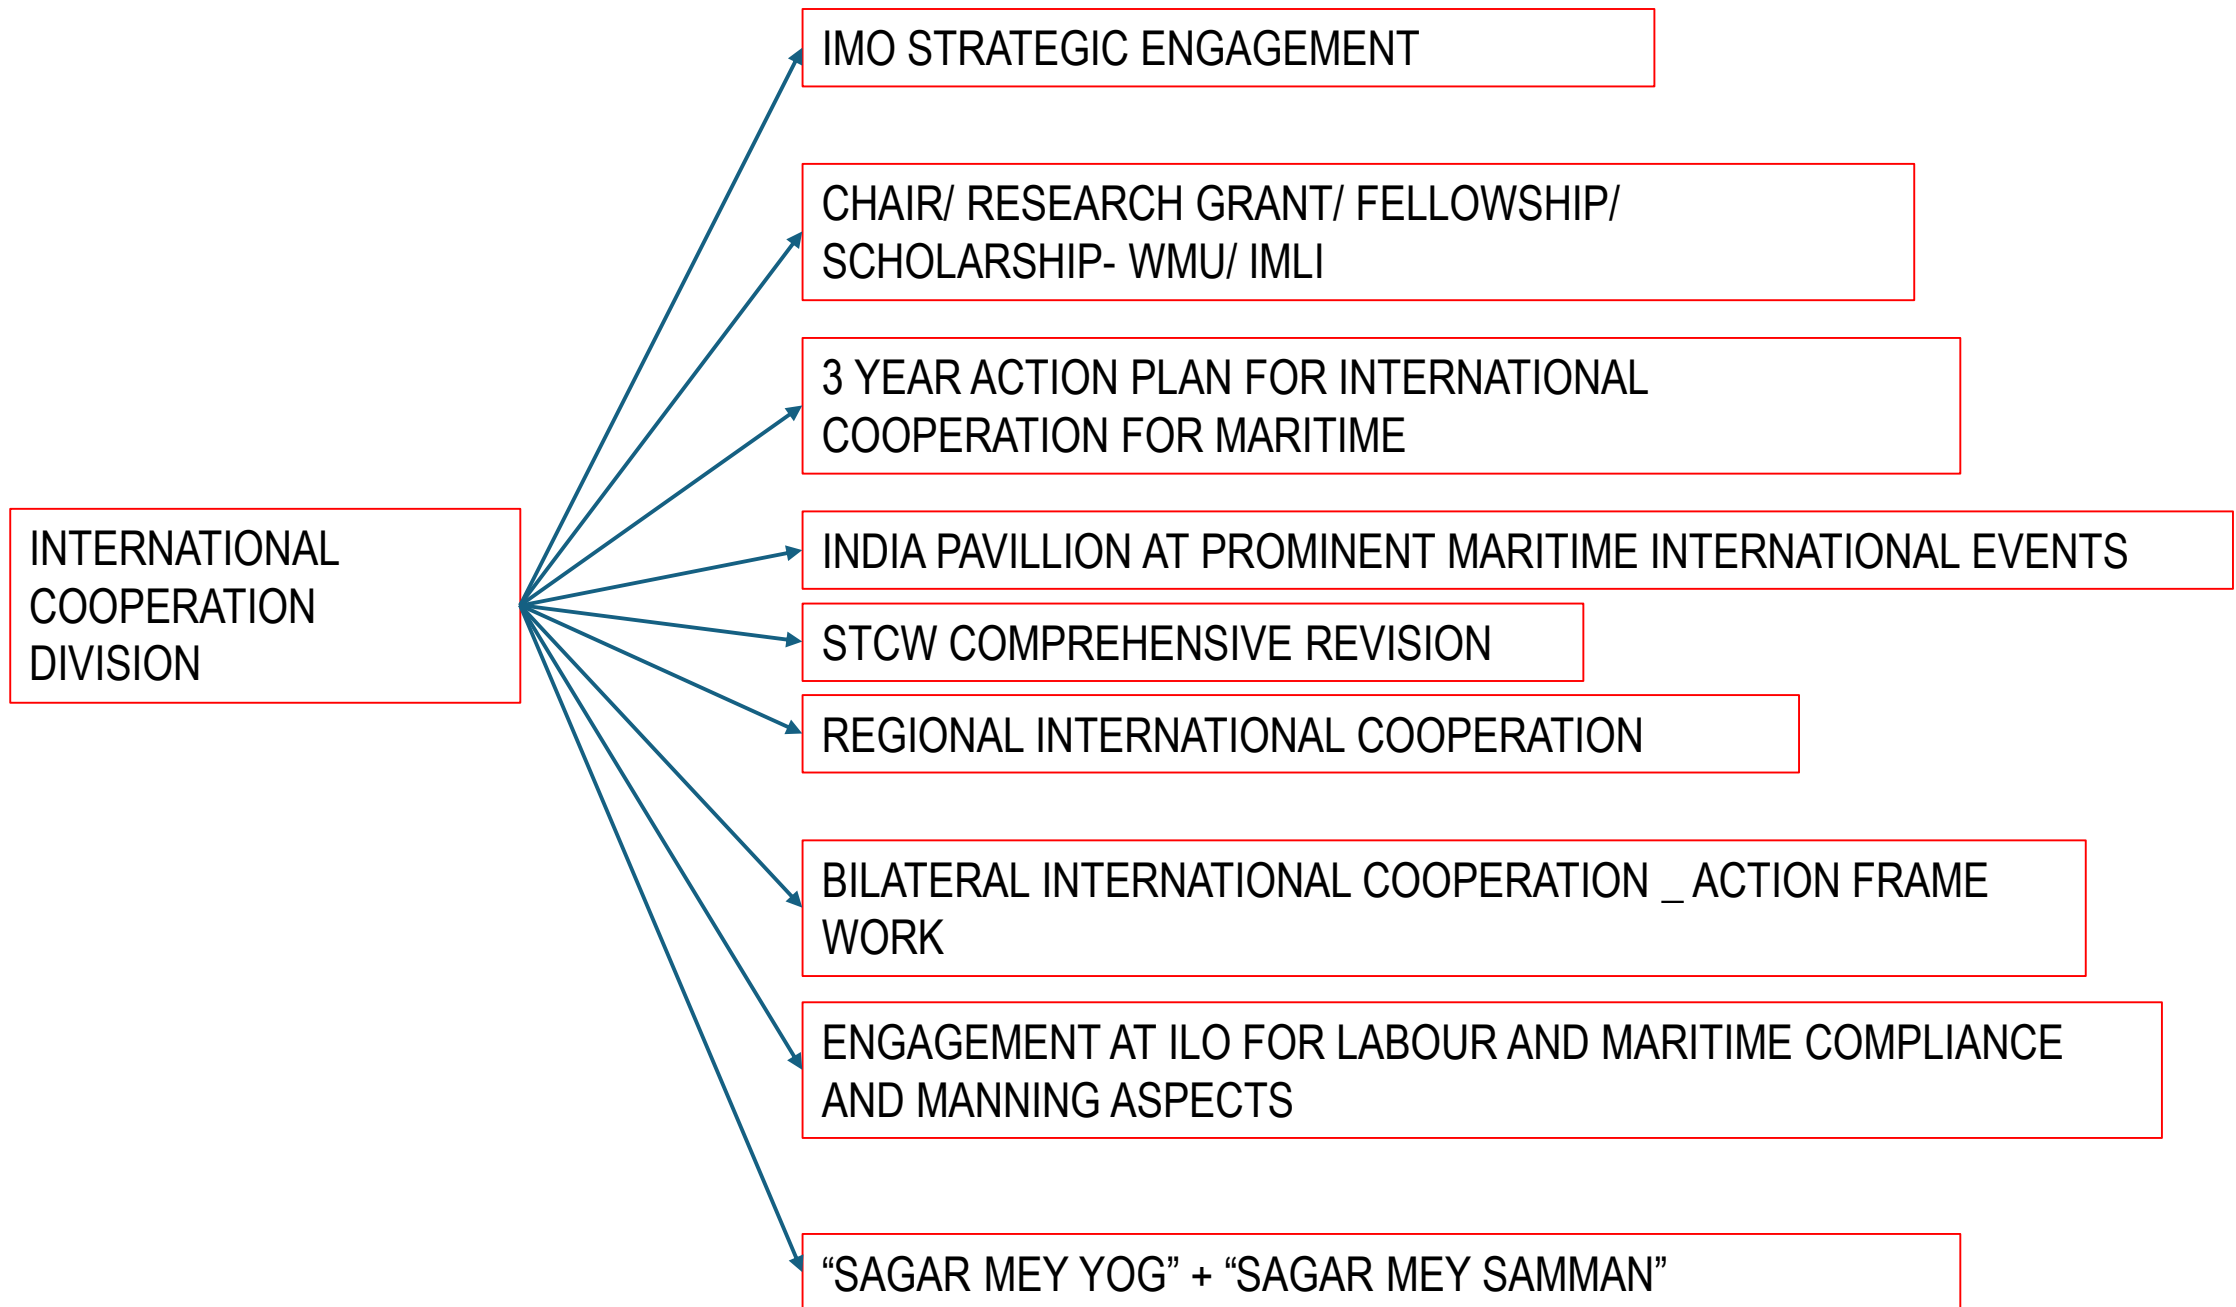 IMO STRATEGIC ENGAGEMENT
CHAIR/ RESEARCH GRANT/ FELLOWSHIP/
SCHOLARSHIP- WMU/ IMLI
3 YEAR ACTION PLAN FOR INTERNATIONAL
COOPERATION FOR MARITIME
INTERNATIONAL
COOPERATION
DIVISION
INDIA PAVILLION AT PROMINENT MARITIME INTERNATIONAL EVENTS
STCW COMPREHENSIVE REVISION
REGIONAL INTERNATIONAL COOPERATION
BILATERAL INTERNATIONAL COOPERATION _ ACTION FRAME
WORK
ENGAGEMENT AT ILO FOR LABOUR AND MARITIME COMPLIANCE
AND MANNING ASPECTS
“SAGAR MEY YOG” + “SAGAR MEY SAMMAN”